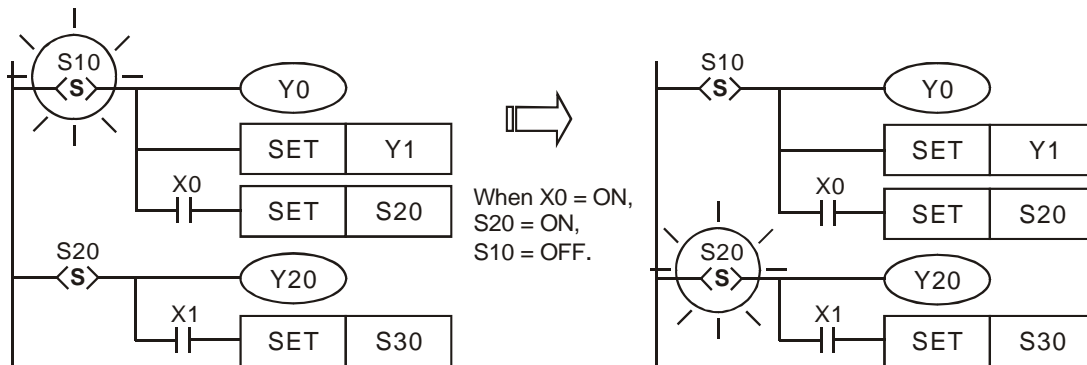 S10
S
Y0
SET Y1
X0
SET S20
S20
S
Y20
X1
SET S30
When X0 = ON,
S20 = ON,
S10 = OFF.
S10
S
Y0
SET Y1
X0
SET S20
S20
S
Y20
X1
SET S30